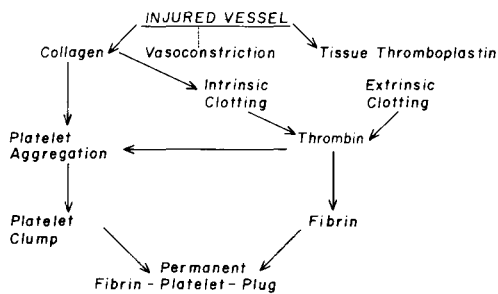 INJURED VESSEL
Collagen
Vasoconstriction
Tissue Thromboplastin
Intrinsic
Clotting
Extrinsic
Clotting
Platelet
Aggregation
Thrombin
Platelet
Clump
Fibrin
Permanent
Fibrin - Platelet - Plug